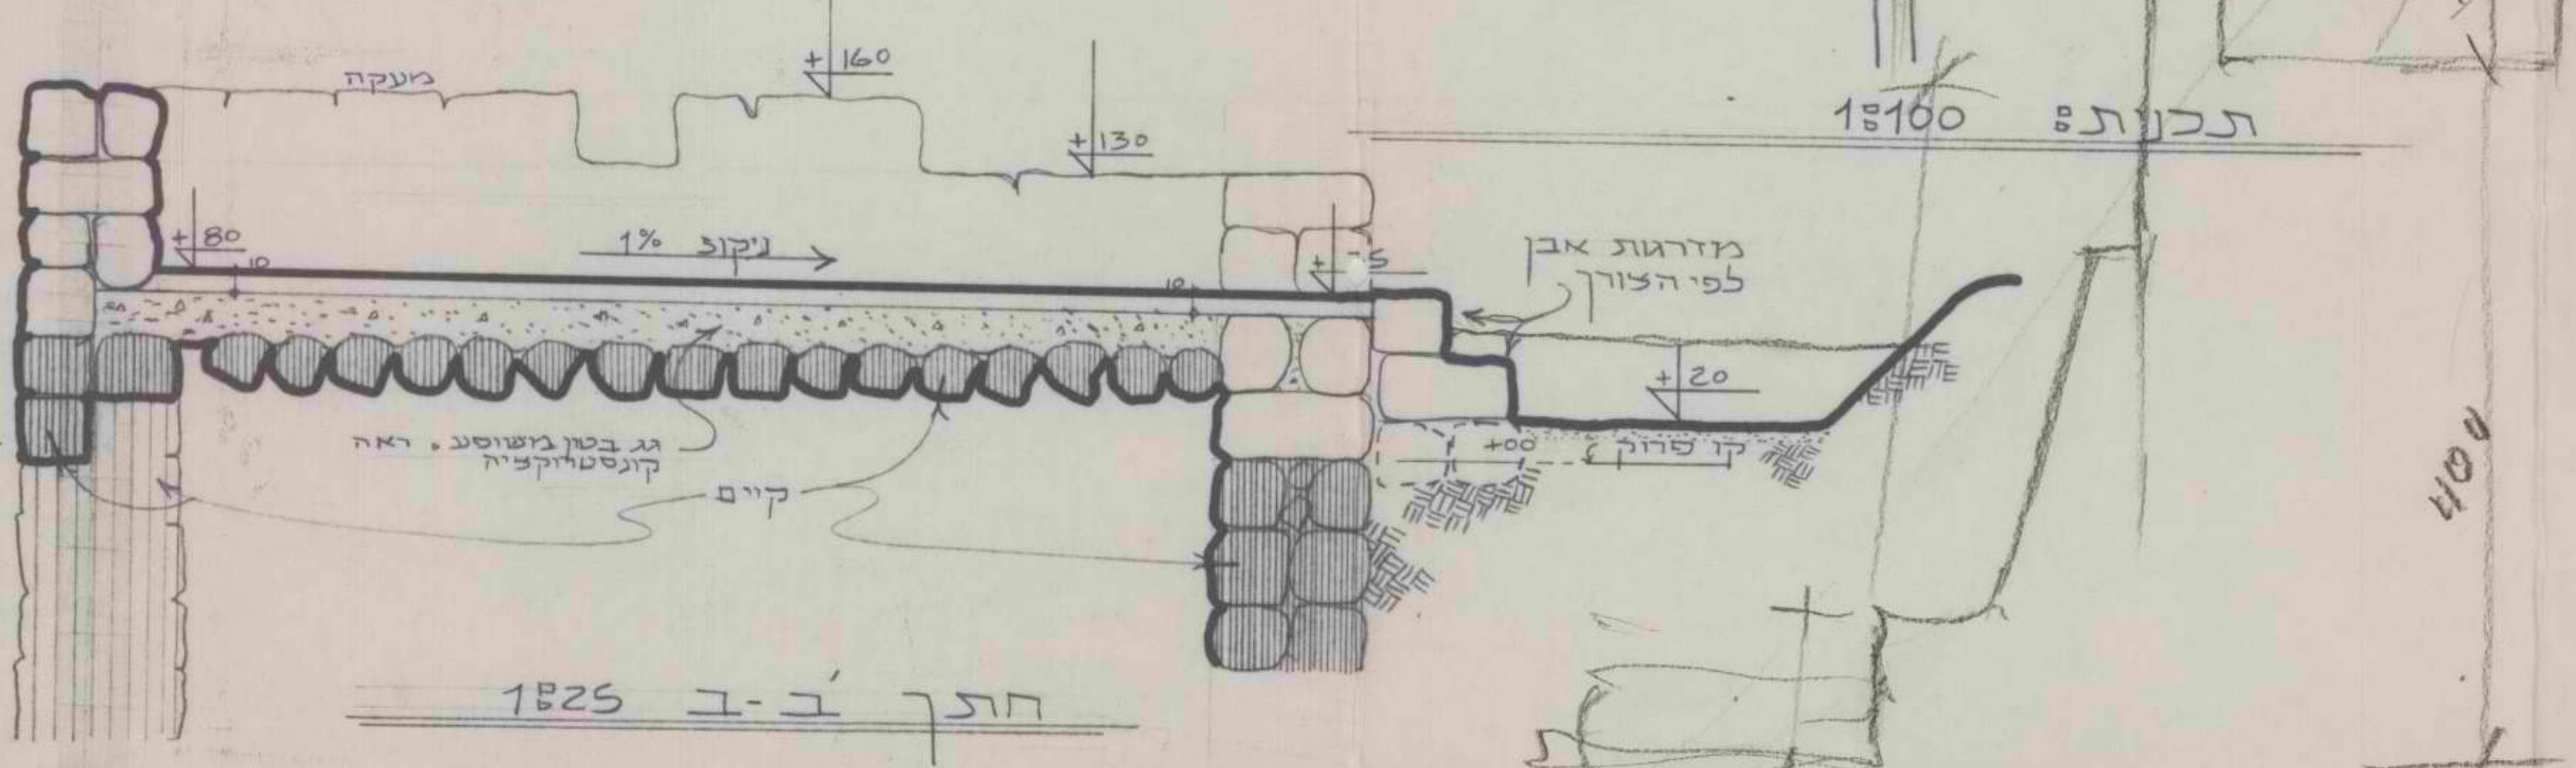 מעקה
+160
+130
+80
10
ניקוז 1%
10
תכנית: 1:100
מדרגות אבן
לפי הצורך
+20
+00
קו פרוק
גג בטון משופע. ראה
קונסטרוקציה
קיים
חתך ב-ב' 1:25